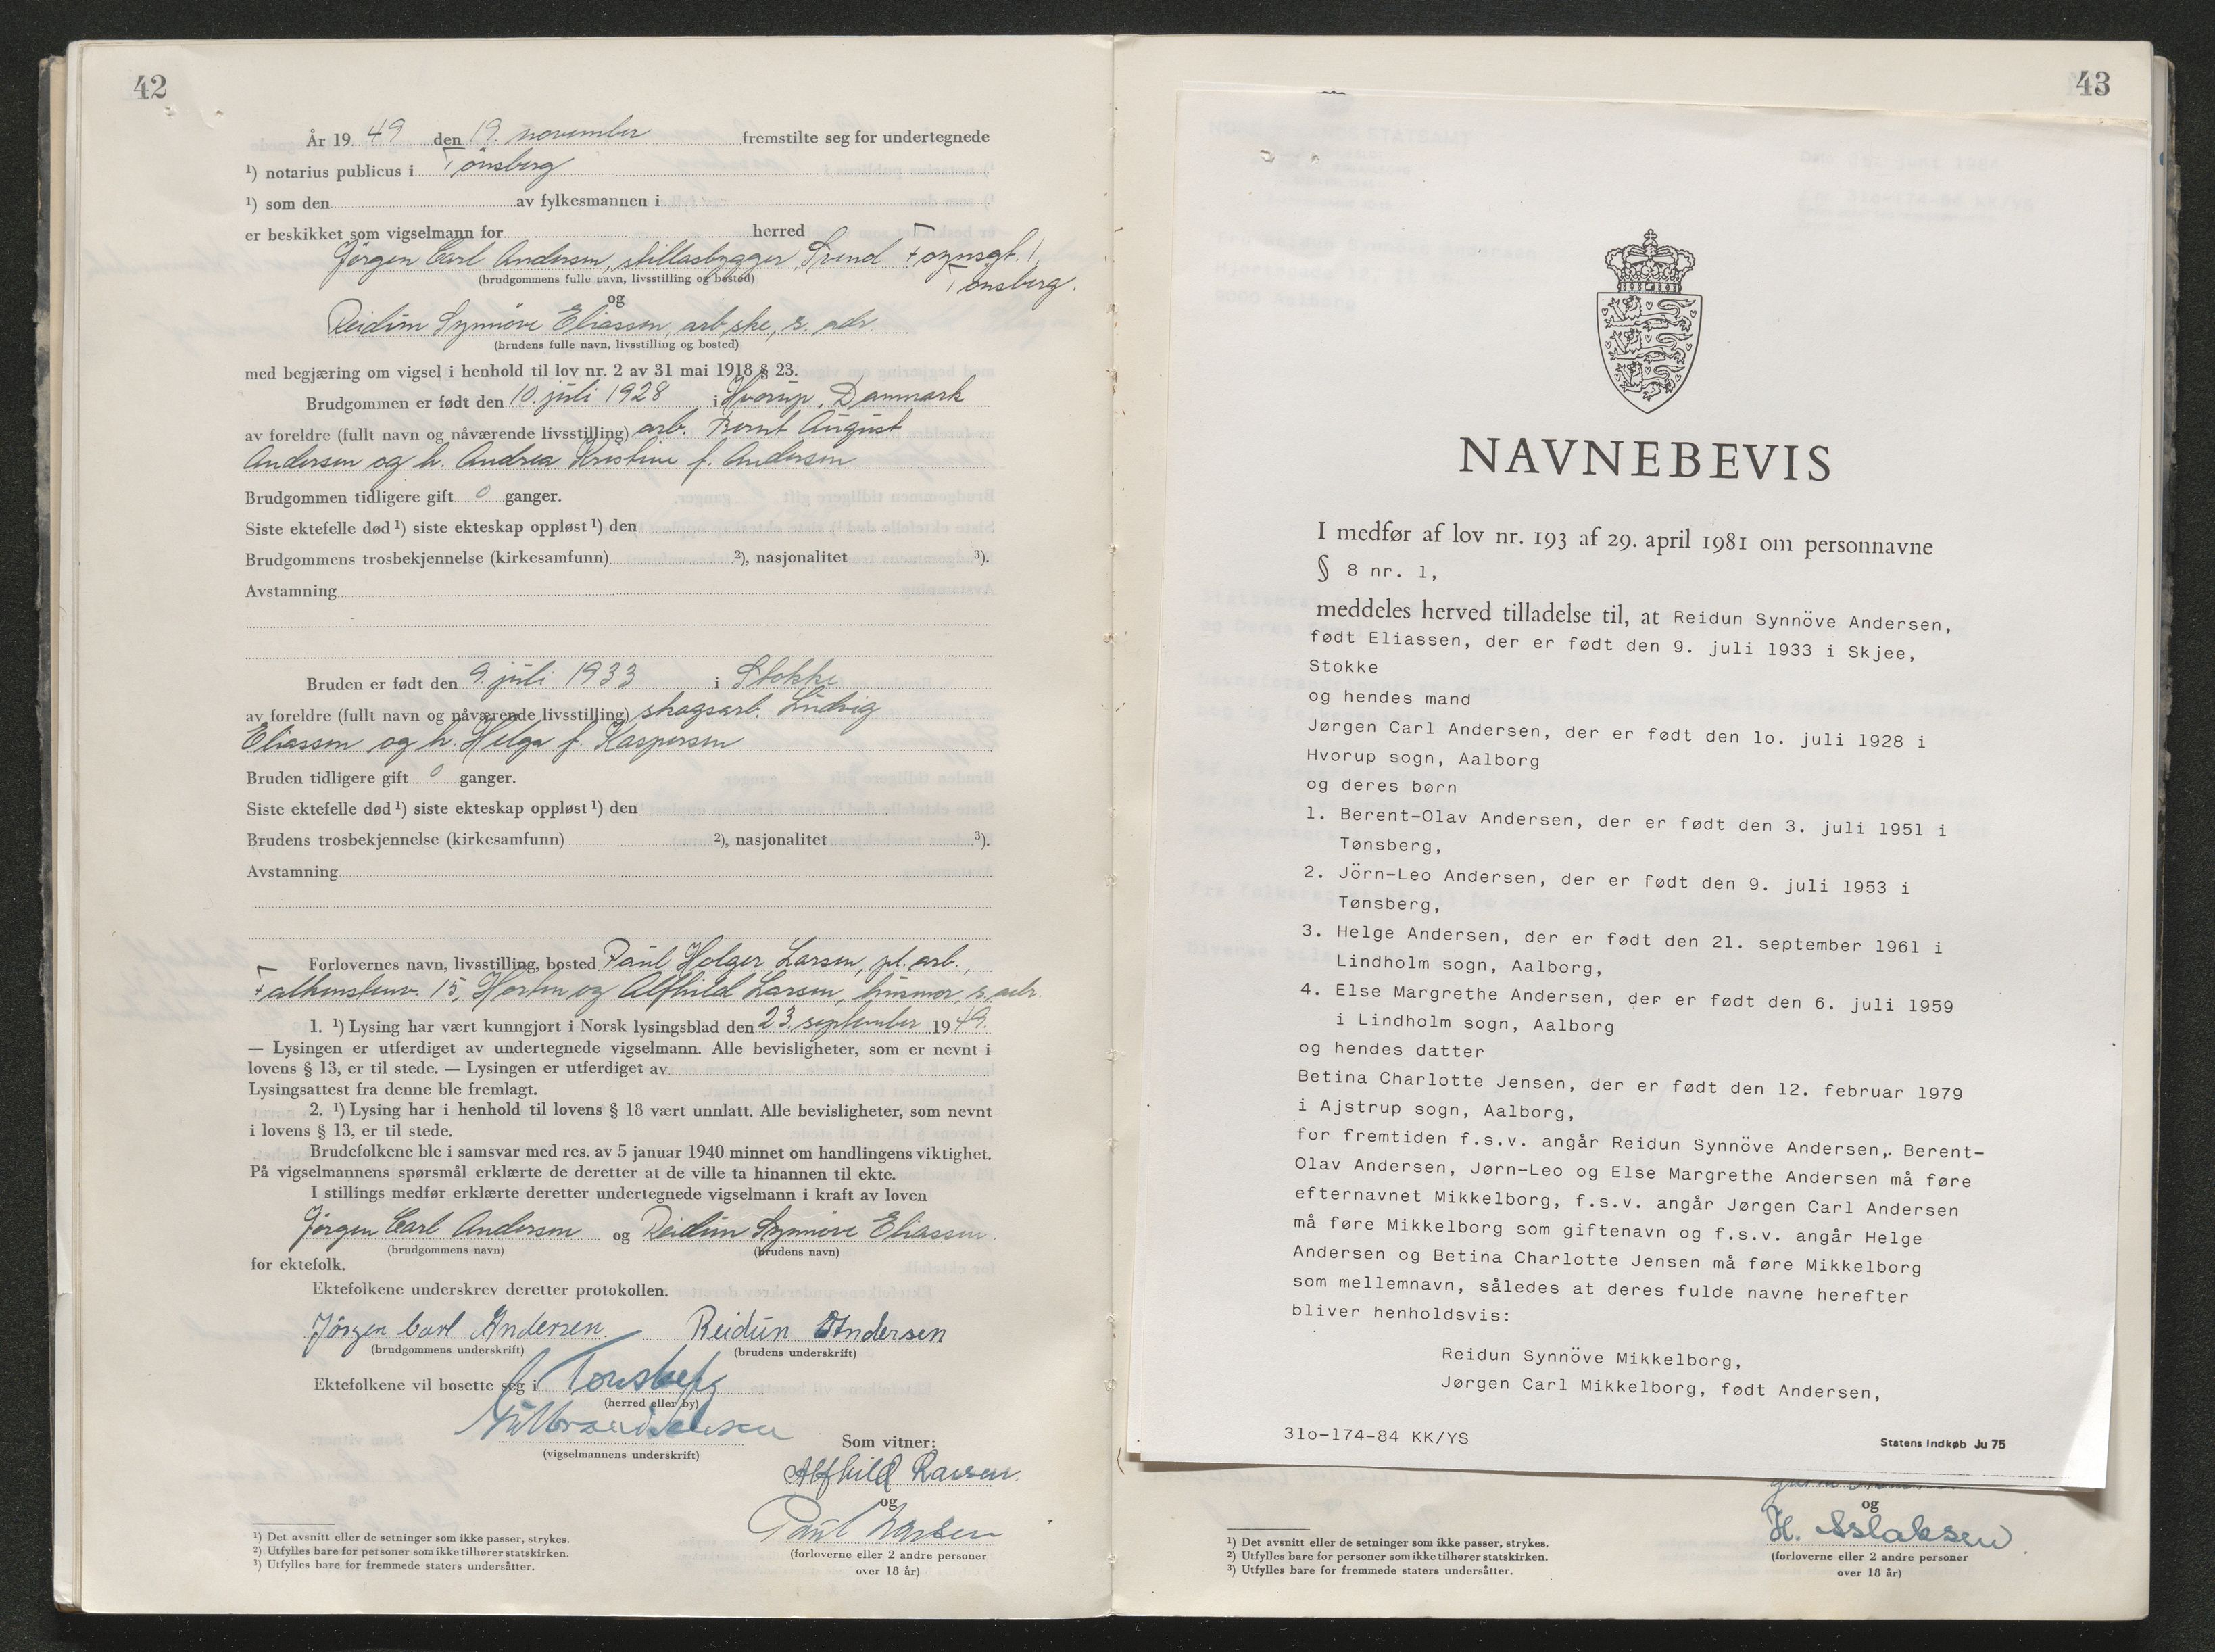 42
År 19 49 den 19. november fremstilte seg for undertegnede
¹) notarius publicus i Tönsberg
¹) som den av fylkesmannen i
er beskikket som vigselmann for herred
Jörgen Carl Andersen, stillasbygger, Svend Foynsgt. 1,
Tönsberg.
(brudgommens fulle navn, livsstilling og bosted)
og
Reidun Synnöve Eliassen, arb.ske, s. adr.
(brudens fulle navn, livsstilling og bosted)
med begjæring om vigsel i henhold til lov nr. 2 av 31 mai 1918 § 23.
Brudgommen er født den 10. juli 1928 i Hvorup, Danmark
av foreldre (fullt navn og nåværende livsstilling) arb. Bernt August
Andersen og h. Andrea Kristine f. Andersen
Brudgommen tidligere gift 0 ganger.
Siste ektefelle død ¹) siste ekteskap oppløst ¹) den
Brudgommens trosbekjennelse (kirkesamfunn) ²), nasjonalitet ³).
Avstamning
Bruden er født den 9. juli 1933 i Stokke
av foreldre (fullt navn og nåværende livsstilling) skogsarb. Ludvig
Eliassen og h. Helga f. Kaspersen
Bruden tidligere gift 0 ganger.
Siste ektefelle død ¹) siste ekteskap oppløst ¹) den
Brudens trosbekjennelse (kirkesamfunn) ²), nasjonalitet ³).
Avstamning
Forlovernes navn, livsstilling, bosted Paul Holger Larsen, pl. arb.,
Falkenstenv. 15, Horten og Alfhild Larsen, husmor, s. adr.
1. ¹) Lysing har vært kunngjort i Norsk lysingsblad den 23. september 19 49.
— Lysingen er utferdiget av undertegnede vigselmann. Alle bevisligheter, som er nevnt i
lovens § 13, er til stede. — Lysingen er utferdiget av
Lysingsattest fra denne ble fremlagt.
2. ¹) Lysing har i henhold til lovens § 18 vært unnlatt. Alle bevisligheter, som nevnt
i lovens § 13, er til stede.
Brudefolkene ble i samsvar med res. av 5 januar 1940 minnet om handlingens viktighet.
På vigselmannens spørsmål erklærte de deretter at de ville ta hinannen til ekte.
I stillings medfør erklærte deretter undertegnede vigselmann i kraft av loven
Jörgen Carl Andersen og Reidun Synnöve Eliassen.
(brudgommens navn) (brudens navn)
for ektefolk.
Ektefolkene underskrev deretter protokollen.
Jörgen Carl Andersen. Reidun Andersen
(brudgommens underskrift) (brudens underskrift)
Ektefolkene vil bosette seg i Tønsberg
(herred eller by)
(vigselmannens underskrift)
Som vitner:
Alfhild Larsen.
og
Paul Larsen
(forloverne eller 2 andre personer
over 18 år)
¹) Det avsnitt eller de setninger som ikke passer, strykes.
²) Utfylles bare for personer som ikke tilhører statskirken.
³) Utfylles bare for fremmede staters undersåtter.
43
NAVNEBEVIS
I medfør af lov nr. 193 af 29. april 1981 om personnavne
§ 8 nr. 1,
meddeles herved tilladelse til, at Reidun Synnöve Andersen,
født Eliassen, der er født den 9. juli 1933 i Skjee,
Stokke
og hendes mand
Jørgen Carl Andersen, der er født den lo. juli 1928 i
Hvorup sogn, Aalborg
og deres børn
1. Berent-Olav Andersen, der er født den 3. juli 1951 i
Tønsberg,
2. Jörn-Leo Andersen, der er født den 9. juli 1953 i
Tønsberg,
3. Helge Andersen, der er født den 21. september 1961 i
Lindholm sogn, Aalborg,
4. Else Margrethe Andersen, der er født den 6. juli 1959
i Lindholm sogn, Aalborg
og hendes datter
Betina Charlotte Jensen, der er født den 12. februar 1979
i Ajstrup sogn, Aalborg,
for fremtiden f.s.v. angår Reidun Synnöve Andersen,. Berent-
Olav Andersen, Jørn-Leo og Else Margrethe Andersen må føre
efternavnet Mikkelborg, f.s.v. angår Jørgen Carl Andersen
må føre Mikkelborg som giftenavn og f.s.v. angår Helge
Andersen og Betina Charlotte Jensen må føre Mikkelborg
som mellemnavn, således at deres fulde navne herefter
bliver henholdsvis:
Reidun Synnöve Mikkelborg,
Jørgen Carl Mikkelborg, født Andersen,
31o-174-84 KK/YS
Statens Indkøb Ju 75
og
H. Aslaksen
(forloverne eller 2 andre personer
over 18 år)
¹) Det avsnitt eller de setninger som ikke passer, strykes.
²) Utfylles bare for personer som ikke tilhører statskirken.
³) Utfylles bare for fremmede staters undersåtter.